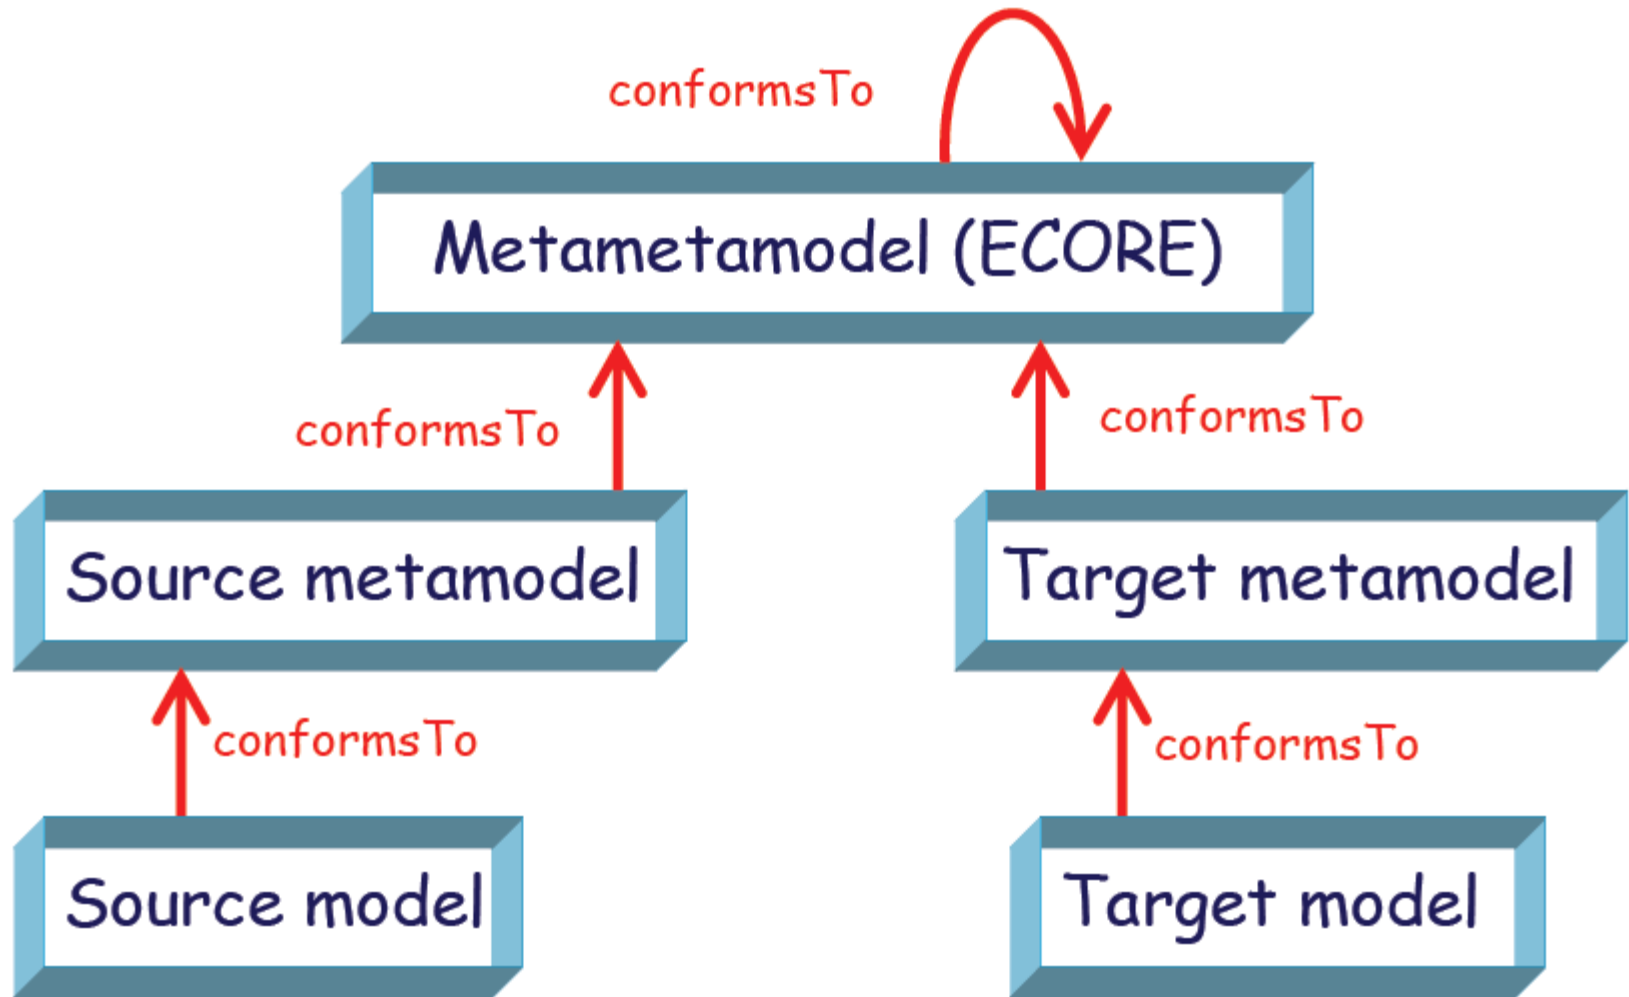 conformsTo
Metametamodel (ECORE)
conformsTo
conformsTo
Source metamodel
Target metamodel
conformsTo
conformsTo
Source model
Target model